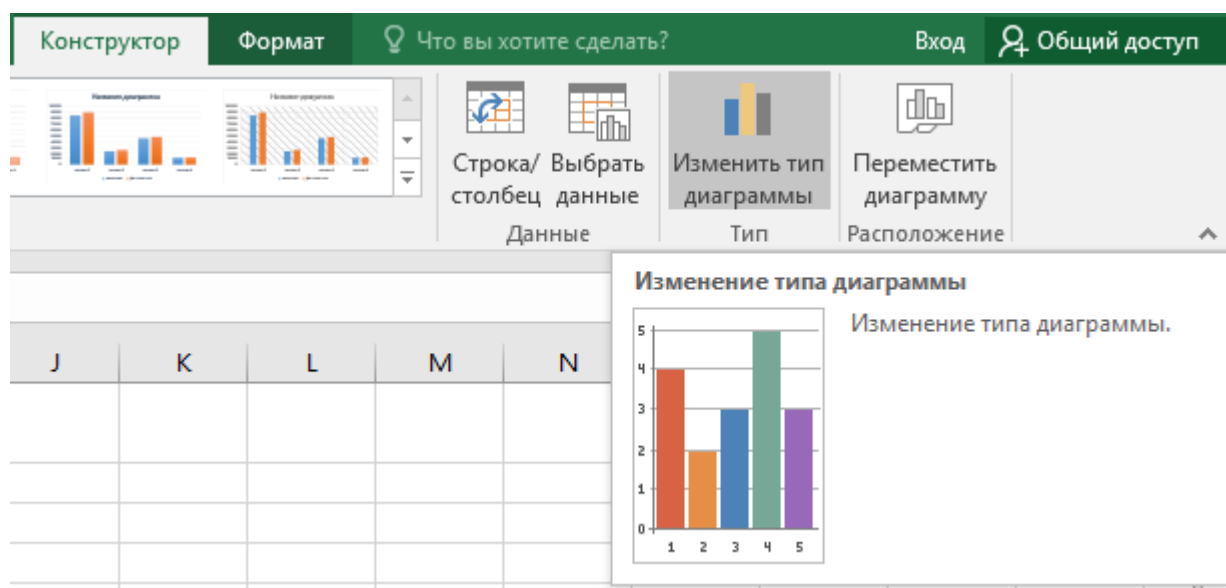 Конструктор Формат Что вы хотите сделать? Вход Общий доступ
Строка/ Выбрать Изменить тип Переместить
столбец данные диаграммы диаграмму
Данные Тип Расположение
Изменение типа диаграммы
Изменение типа диаграммы.
J K L M N
5
4
3
2
1
0
1 2 3 4 5